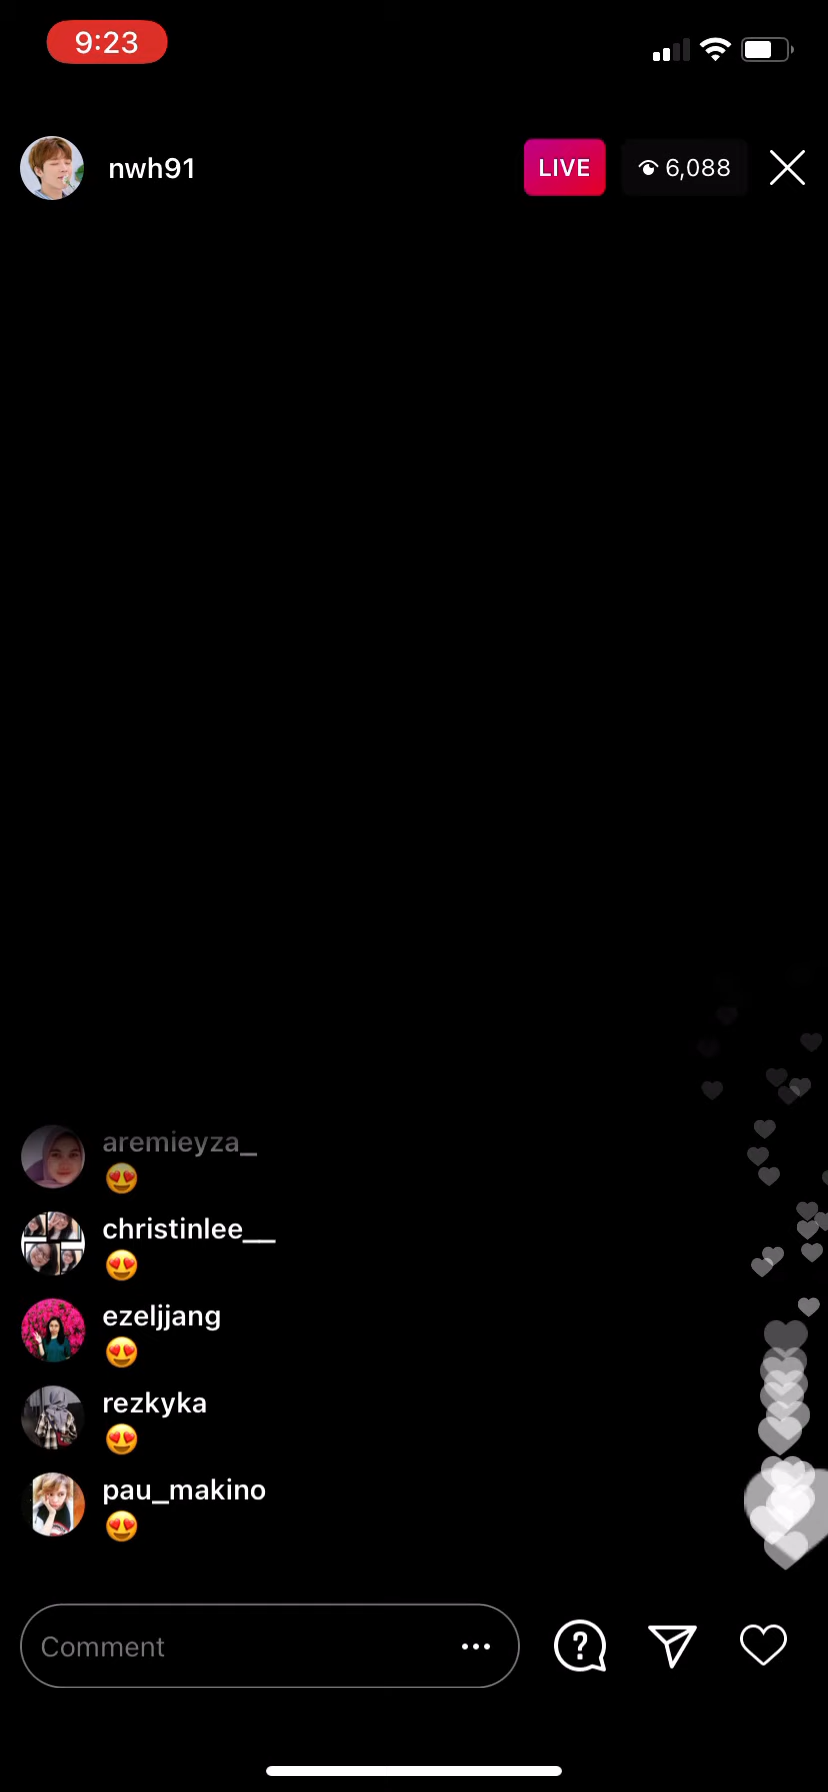 9:23
nwh91
LIVE
6,088
aremieyza_
😍
christinlee__
😍
ezeljjang
😍
rezkyka
😍
pau_makino
😍
Comment